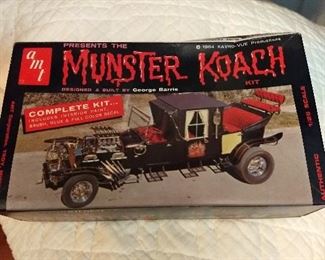 amt
PRESENTS THE
© 1964 KAYRO-VUE PRODUCTIONS
MUNSTER KOACH
KIT
DESIGNED & BUILT BY George Barris
COMPLETE KIT...
INCLUDES INTERIOR PAINT,
BRUSH, GLUE & FULL COLOR DECAL
AUTHENTIC 1:25 SCALE